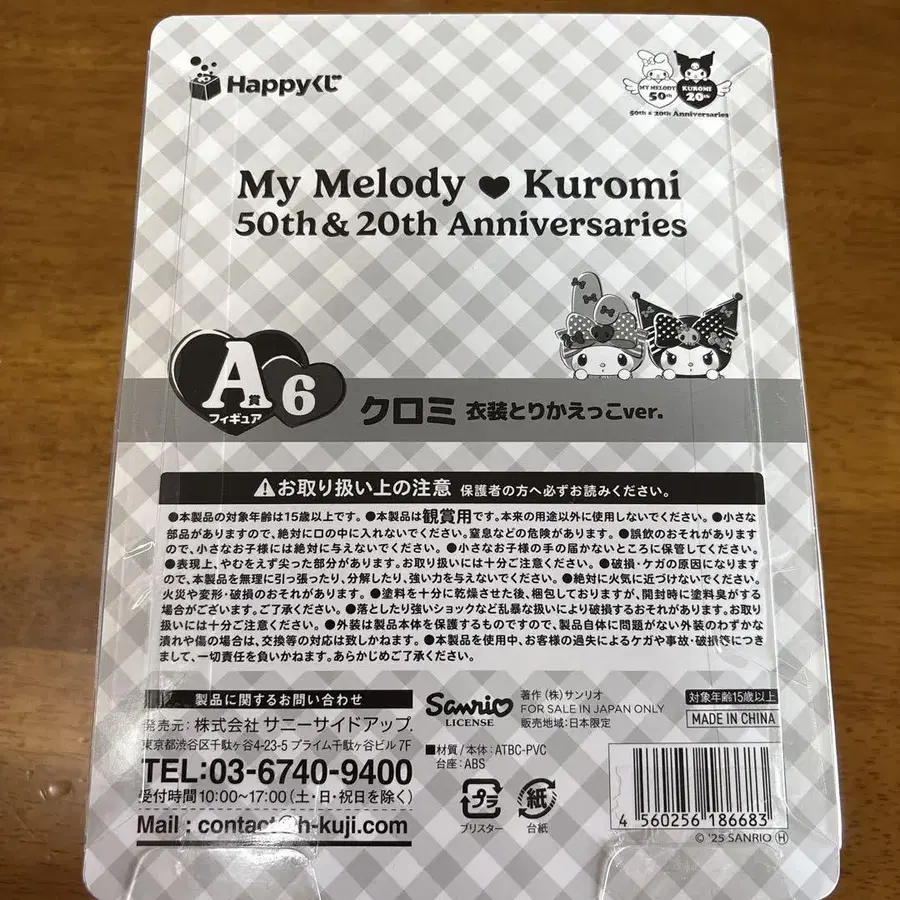 Happyくじ
MY MELODY 50th KUROMI 20th
50th & 20th Anniversaries
My Melody ♥ Kuromi
50th & 20th Anniversaries
A賞 6
フィギュア
クロミ 衣装とりかえっこver.
⚠お取り扱い上の注意 保護者の方へ必ずお読みください。
●本製品の対象年齢は15歳以上です。●本製品は観賞用です。本来の用途以外に使用しないでください。●小さな
部品がありますので、絶対に口の中に入れないでください。窒息などの危険があります。●誤飲のおそれがあります
ので、小さなお子様には絶対に与えないでください。●小さなお子様の手の届かないところに保管してください。
●表現上、やむをえず尖った部分があります。お取り扱いには十分ご注意ください。●破損・ケガの原因になります
ので、本製品を無理に引っ張ったり、分解したり、強い力を与えないでください。●絶対に火気に近づけないでください。
火災や変形・破損のおそれがあります。●塗料を十分に乾燥させた後、梱包しておりますが、開封時に塗料臭がする
場合がございます。ご了承ください。●落としたり強いショックなど乱暴な扱いにより破損するおそれがあります。お取り
扱いには十分ご注意ください。●外装は製品本体を保護するものですので、製品自体に問題がない外装のわずかな
潰れや傷の場合は、交換等の対応は致しかねます。●本製品を使用中、お客様の過失によるケガや事故・破損等につき
まして、一切責任を負いかねます。あらかじめご了承ください。
製品に関するお問い合わせ
発売元：株式会社 サニーサイドアップ
東京都渋谷区千駄ヶ谷4-23-5 プライム千駄ヶ谷ビル 7F
TEL:03-6740-9400
受付時間 10:00～17:00（土・日・祝日を除く）
Mail : contact@h-kuji.com
Sanrio
LICENSE
著作（株）サンリオ
FOR SALE IN JAPAN ONLY
販売地域：日本限定
■材質/本体：ATBC-PVC
台座：ABS
プラ
ブリスター
紙
台紙
対象年齢15歳以上
MADE IN CHINA
4 560256 186683
© '25 SANRIO Ⓗ